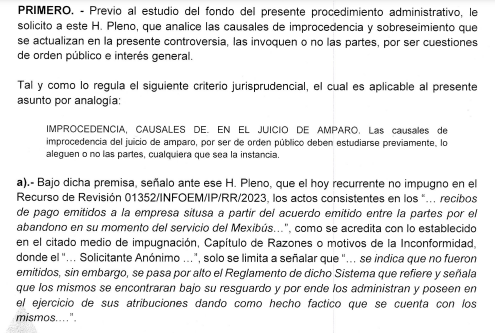 PRIMERO. - Previo al estudio del fondo del presente procedimiento administrativo, le
solicito a este H. Pleno, que analice las causales de improcedencia y sobreseimiento que
se actualizan en la presente controversia, las invoquen o no las partes, por ser cuestiones
de orden público e interés general.
Tal y como lo regula el siguiente criterio jurisprudencial, el cual es aplicable al presente
asunto por analogía:
IMPROCEDENCIA, CAUSALES DE. EN EL JUICIO DE AMPARO. Las causales de
improcedencia del juicio de amparo, por ser de orden público deben estudiarse previamente, lo
aleguen o no las partes, cualquiera que sea la instancia.
a).- Bajo dicha premisa, señalo ante ese H. Pleno, que el hoy recurrente no impugno en el
Recurso de Revisión 01352/INFOEM/IP/RR/2023, los actos consistentes en los “… recibos
de pago emitidos a la empresa situsa a partir del acuerdo emitido entre la partes por el
abandono en su momento del servicio del Mexibús…”, como se acredita con lo establecido
en el citado medio de impugnación, Capítulo de Razones o motivos de la Inconformidad,
donde el “… Solicitante Anónimo …”, solo se limita a señalar que “… se indica que no fueron
emitidos, sin embargo, se pasa por alto el Reglamento de dicho Sistema que refiere y señala
que los mismos se encontraran bajo su resguardo y por ende los administran y poseen en
el ejercicio de sus atribuciones dando como hecho factico que se cuenta con los
mismos….”.